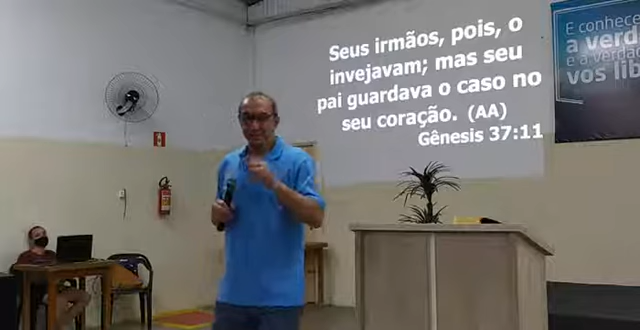 Seus irmãos, pois, o
invejavam; mas seu
pai guardava o caso no
seu coração. (AA)
Gênesis 37:11
E conhece
a verd
e a verdad
vos lib